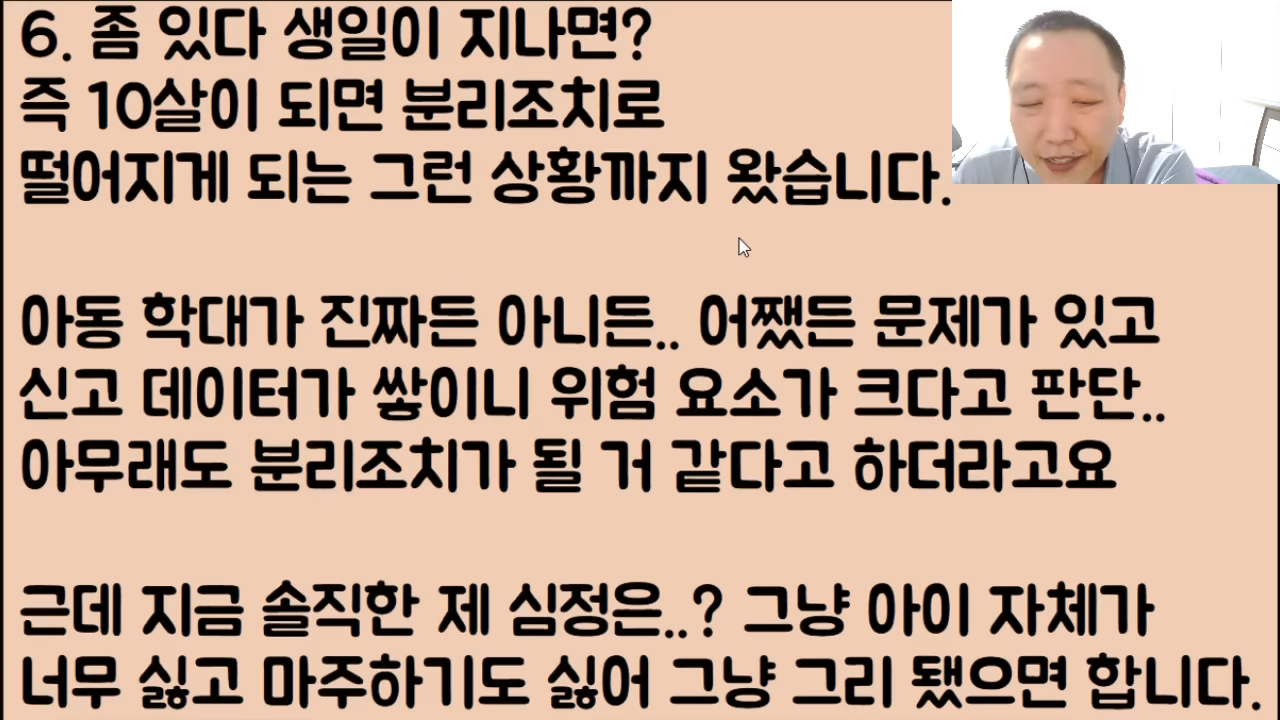 6. 좀 있다 생일이 지나면?
즉 10살이 되면 분리조치로
떨어지게 되는 그런 상황까지 왔습니다.
아동 학대가 진짜든 아니든.. 어쨌든 문제가 있고
신고 데이터가 쌓이니 위험 요소가 크다고 판단..
아무래도 분리조치가 될 거 같다고 하더라고요
근데 지금 솔직한 제 심정은..? 그냥 아이 자체가
너무 싫고 마주하기도 싫어 그냥 그리 됐으면 합니다.